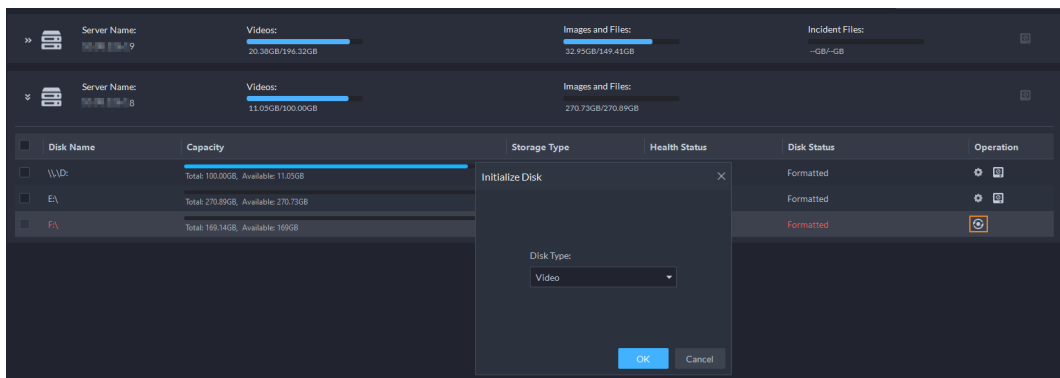 Server Name:
Videos:
Images and Files:
Incident Files:
9
20.38GB/196.32GB
32.95GB/149.41GB
--GB/--GB
Server Name:
Videos:
Images and Files:
8
11.05GB/100.00GB
270.73GB/270.89GB
Disk Name
Capacity
Storage Type
Health Status
Disk Status
Operation
\\.\D:
Total: 100.00GB, Available: 11.05GB
Formatted
E:\
Total: 270.89GB, Available: 270.73GB
Formatted
F:\
Total: 169.14GB, Available: 169GB
Formatted
Initialize Disk
Disk Type:
Video
OK
Cancel